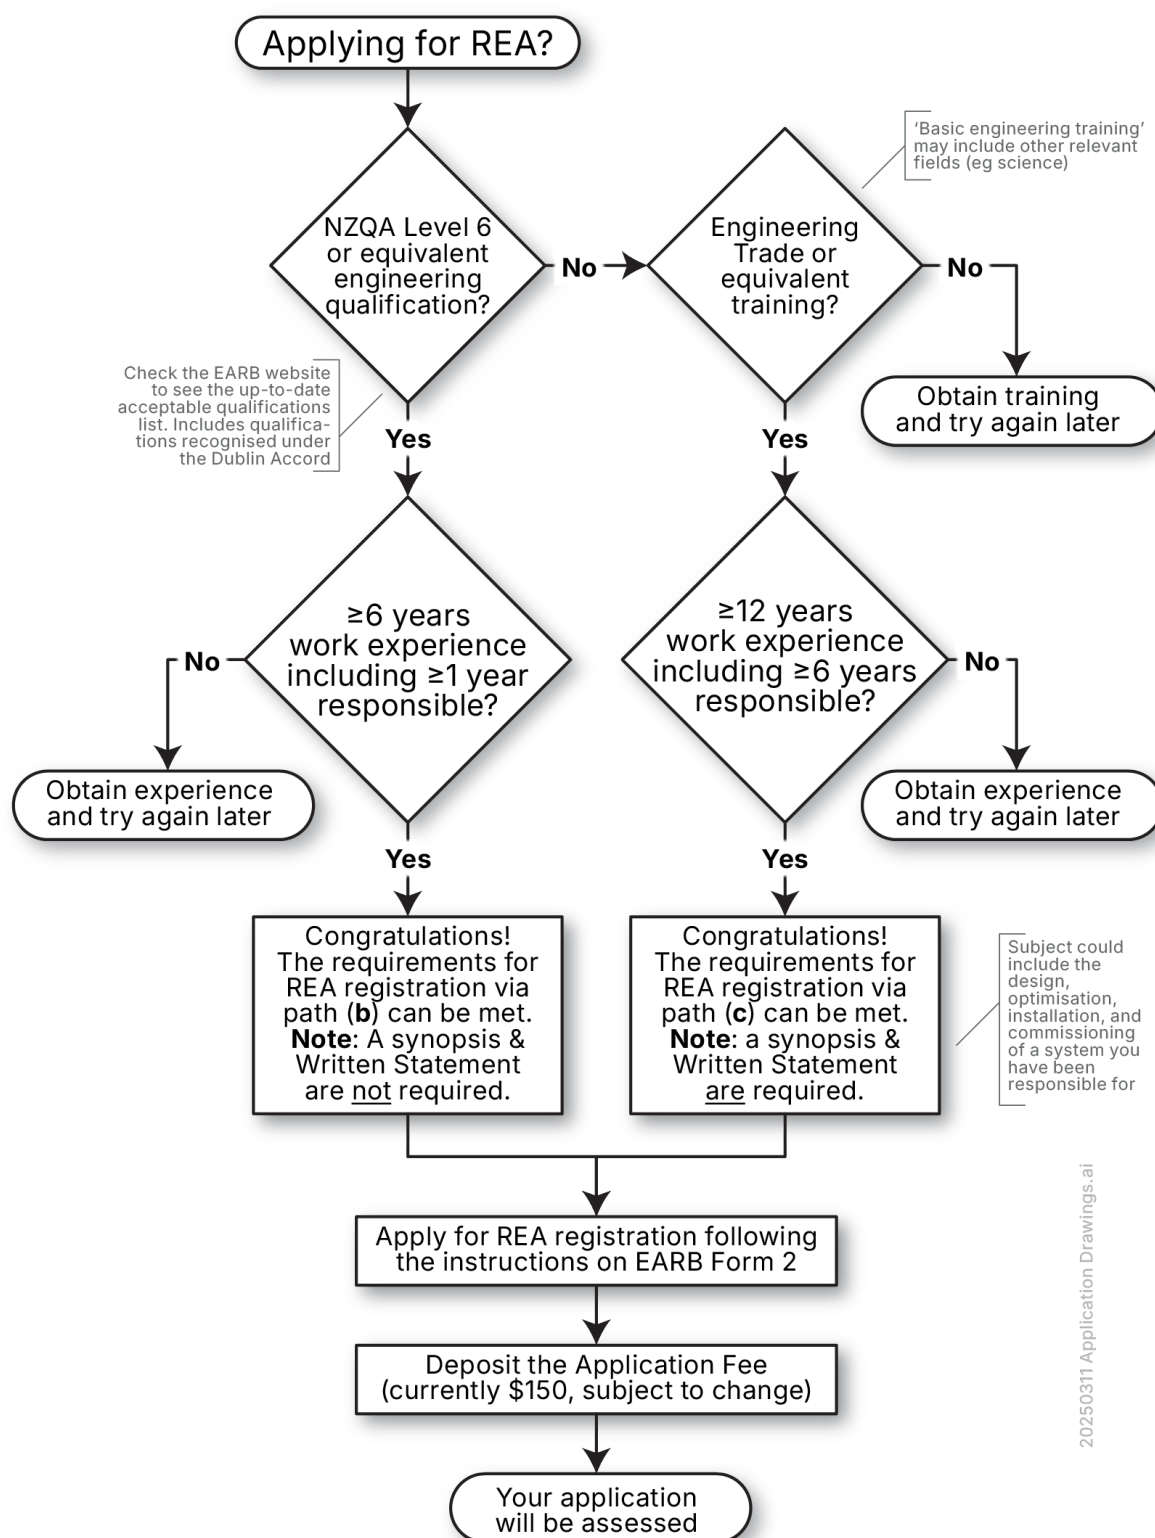 Applying for REA?
‘Basic engineering training’
may include other relevant
fields (eg science)
NZQA Level 6
or equivalent
engineering
qualification?
No
Engineering
Trade or
equivalent
training?
No
Check the EARB website
to see the up-to-date
acceptable qualifications
list. Includes qualifica-
tions recognised under
the Dublin Accord
Obtain training
and try again later
Yes
Yes
≥6 years
work experience
including ≥1 year
responsible?
≥12 years
work experience
including ≥6 years
responsible?
No
No
Obtain experience
and try again later
Obtain experience
and try again later
Yes
Yes
Congratulations!
The requirements for
REA registration via
path (b) can be met.
Note: A synopsis &
Written Statement
are not required.
Congratulations!
The requirements for
REA registration via
path (c) can be met.
Note: a synopsis &
Written Statement
are required.
Subject could
include the
design,
optimisation,
installation, and
commissioning
of a system you
have been
responsible for
Apply for REA registration following
the instructions on EARB Form 2
Deposit the Application Fee
(currently $150, subject to change)
Your application
will be assessed
20250311 Application Drawings.ai